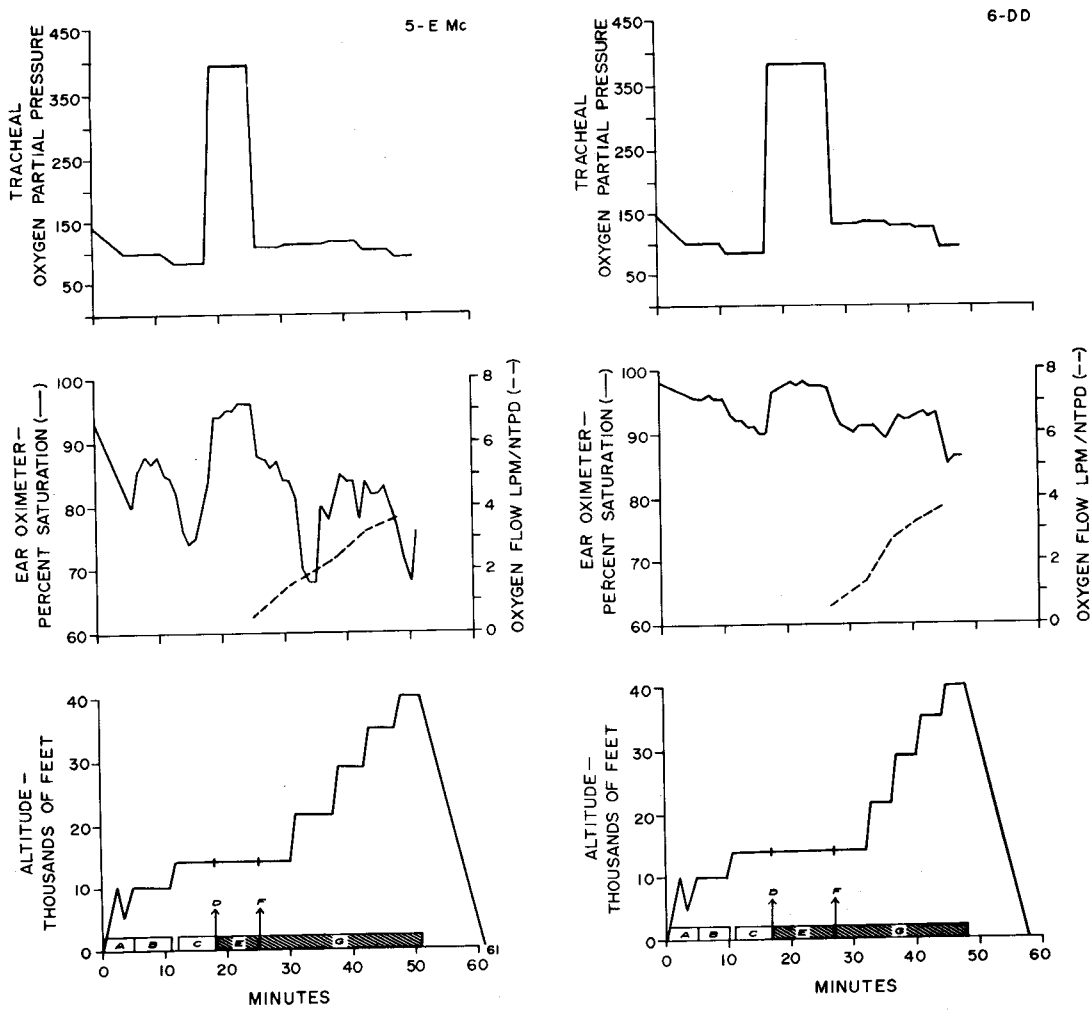 5-E Mc
TRACHEAL
OXYGEN PARTIAL PRESSURE
450
350
250
150
50
EAR OXIMETER—
PERCENT SATURATION (—)
100
90
80
70
60
8
6
4
2
0
OXYGEN FLOW LPM/NTPD (--)
ALTITUDE—
THOUSANDS OF FEET
40
30
20
10
0
A B C D E F G
0 10 20 30 40 50 60 61
MINUTES
6-DD
TRACHEAL
OXYGEN PARTIAL PRESSURE
450
350
250
150
50
EAR OXIMETER—
PERCENT SATURATION (—)
100
90
80
70
60
8
6
4
2
0
OXYGEN FLOW LPM/NTPD (--)
ALTITUDE—
THOUSANDS OF FEET
40
30
20
10
0
A B C D E F G
0 10 20 30 40 50 60
MINUTES